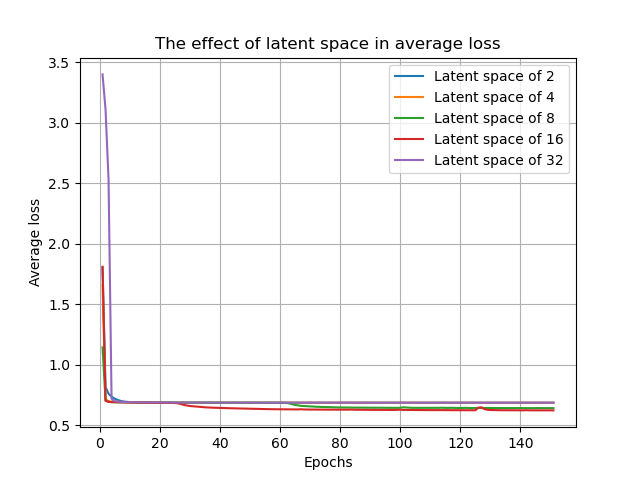 The effect of latent space in average loss
3.5
3.0
2.5
2.0
1.5
1.0
0.5
Average loss
Latent space of 2
Latent space of 4
Latent space of 8
Latent space of 16
Latent space of 32
0 20 40 60 80 100 120 140
Epochs